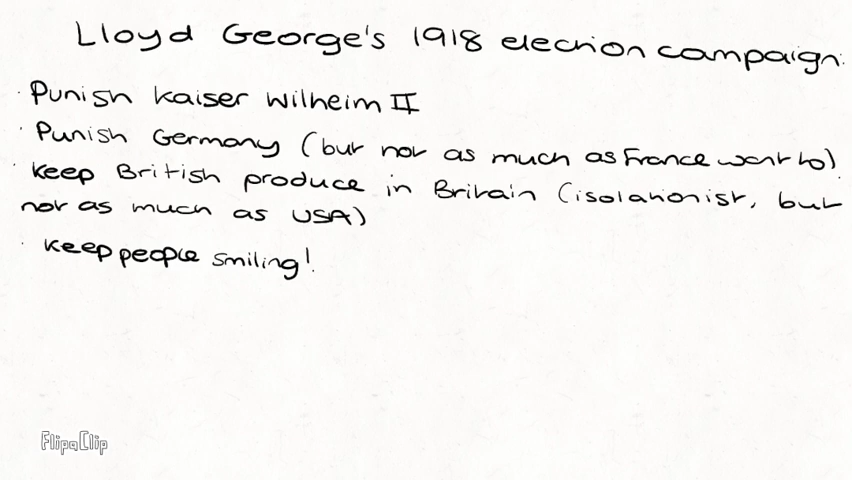 Lloyd George's 1918 election campaign:
· Punish Kaiser Wilheim II
· Punish Germany (but not as much as France want to)
· Keep British produce in Britain (isolationist, but
not as much as USA)
· Keep people smiling!
FlipaClip